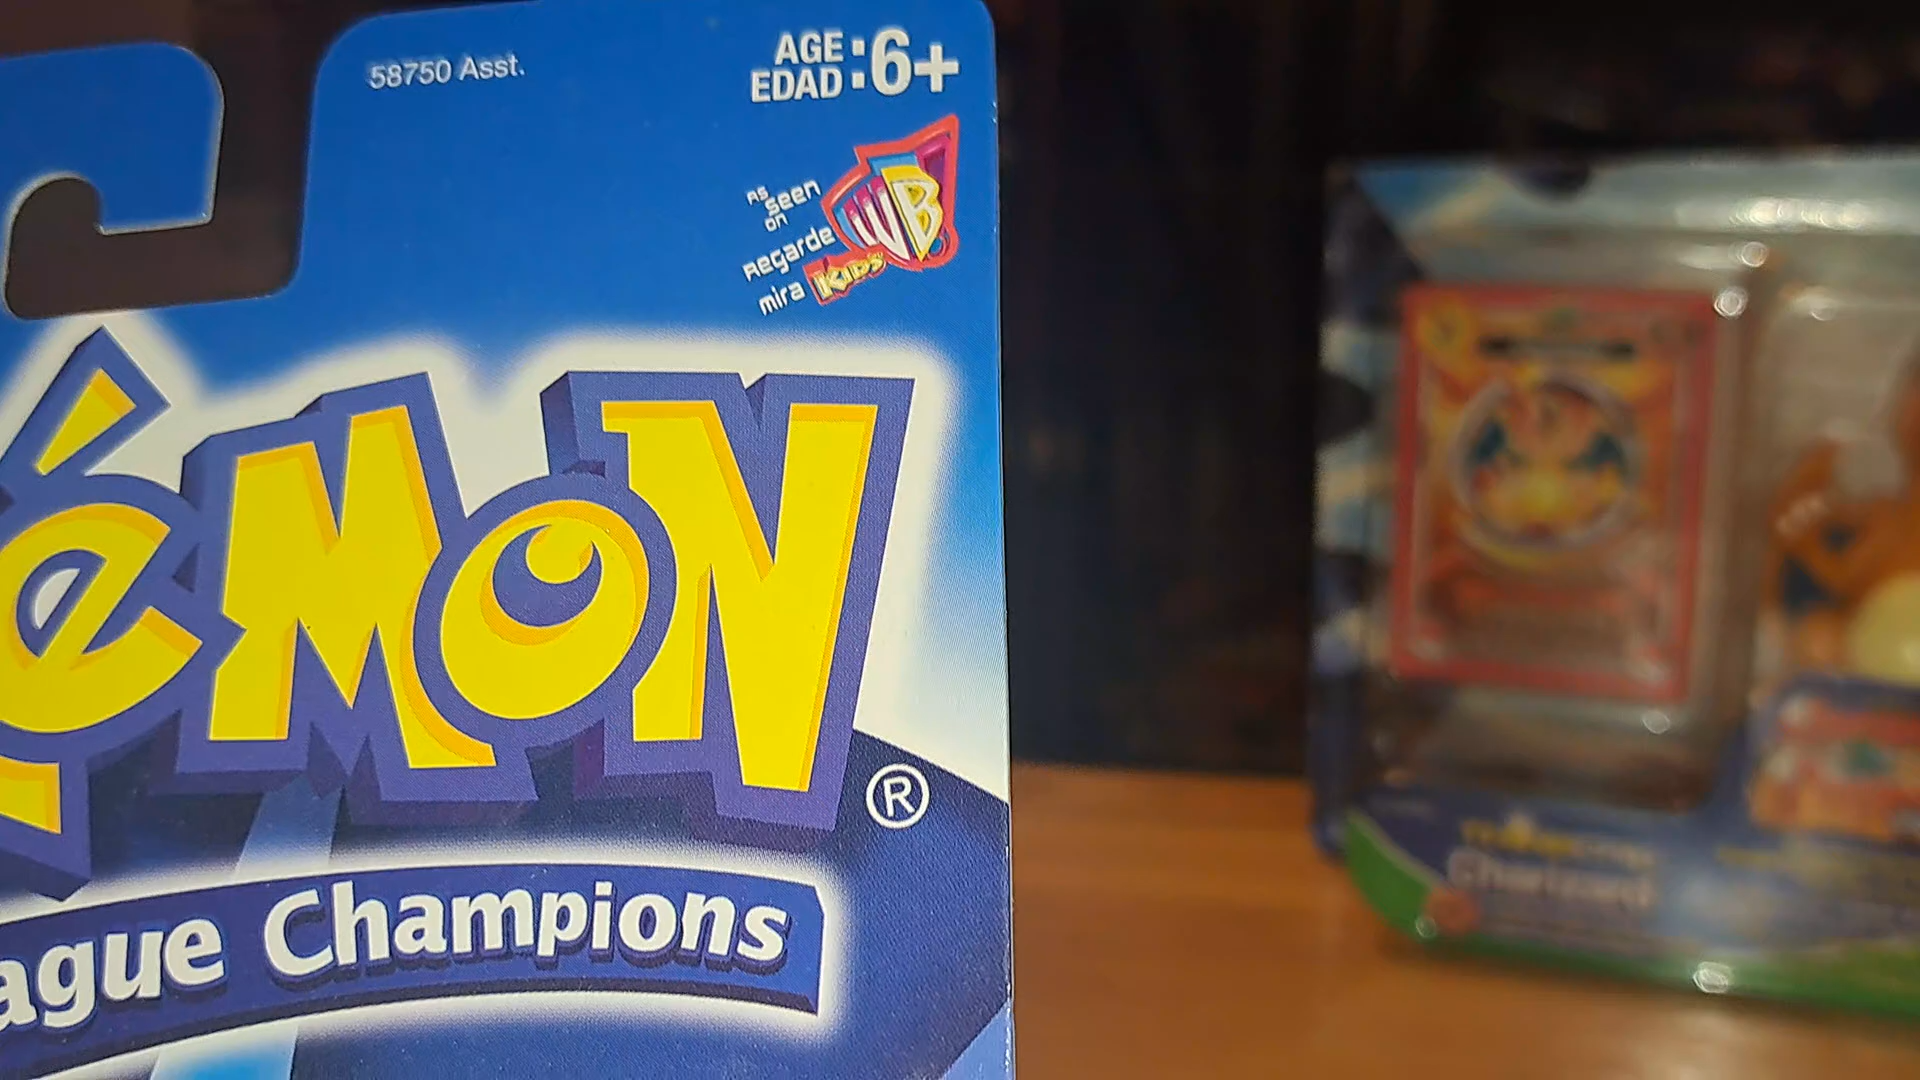 58750 Asst.
AGE
EDAD :6+
As
seen
on
Regarde
mira
WB
KIDS
émon
®
ague Champions
Charizard